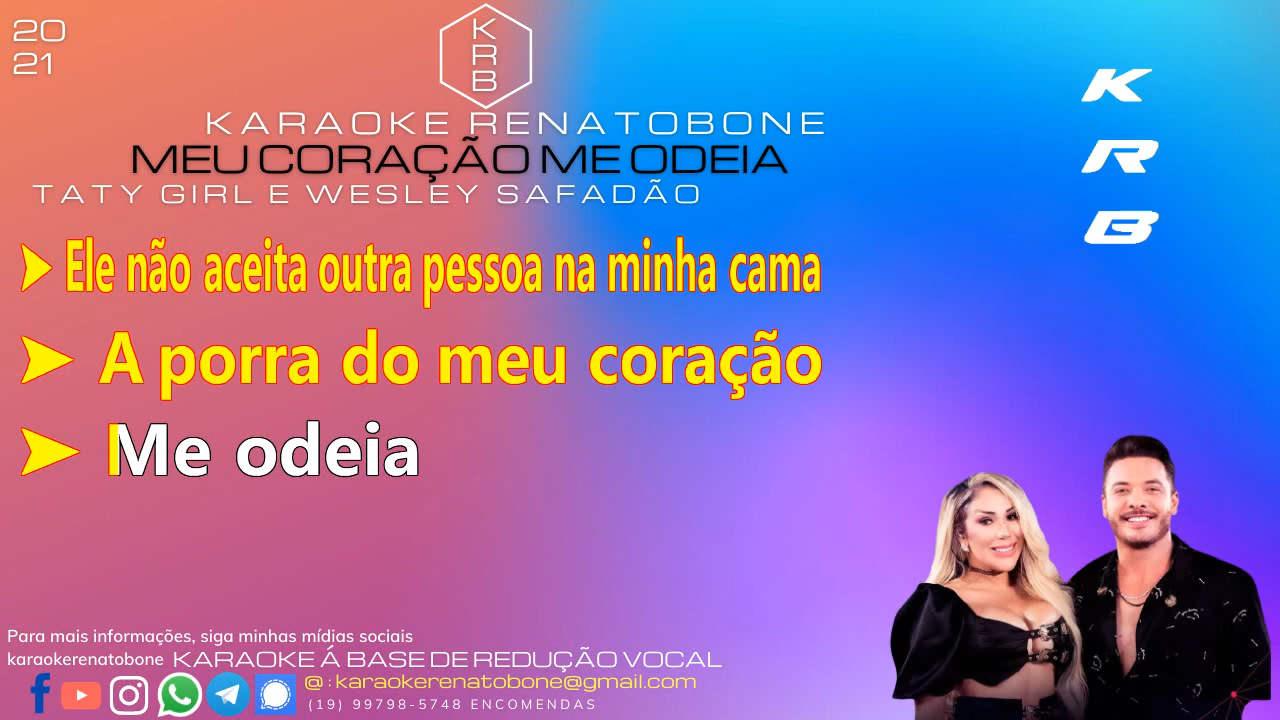 20
21
K
R
B
KARAOKE RENATOBONE
MEU CORAÇÃO ME ODEIA
TATY GIRL E WESLEY SAFADÃO
K
R
B
➤ Ele não aceita outra pessoa na minha cama
➤ A porra do meu coração
➤ Me odeia
Para mais informações, siga minhas mídias sociais
karaokerenatobone KARAOKE Á BASE DE REDUÇÃO VOCAL
@ : karaokerenatobone@gmail.com
(19) 99798-5748 ENCOMENDAS